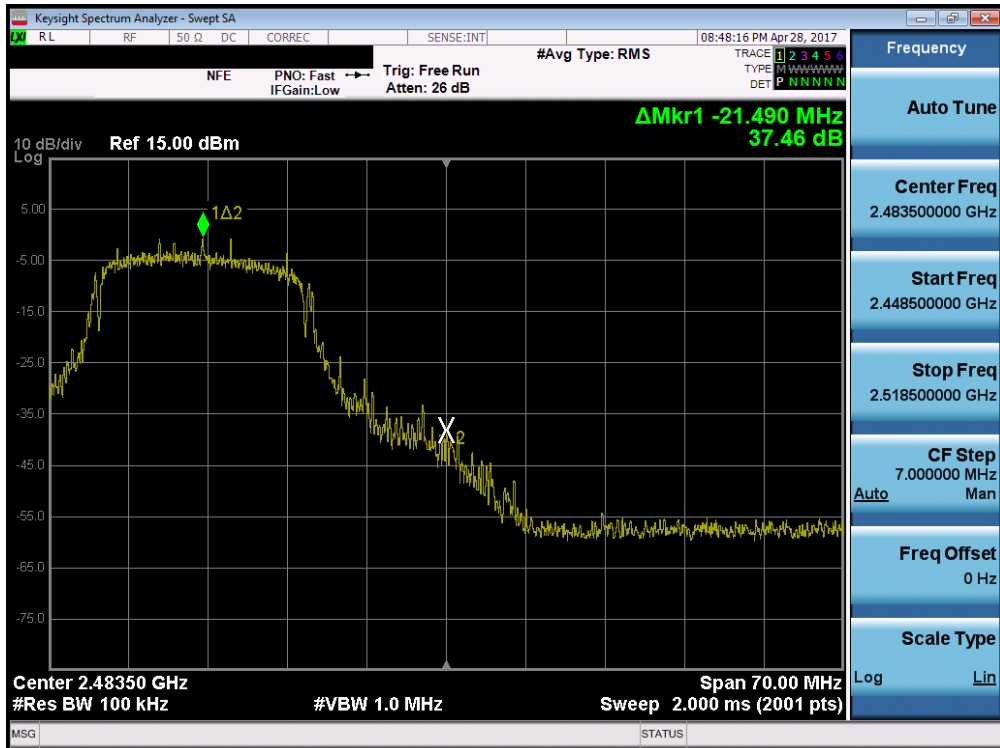 Keysight Spectrum Analyzer - Swept SA
LXI RL RF 50 Ω DC CORREC SENSE:INT 08:48:16 PM Apr 28, 2017
#Avg Type: RMS TRACE 1 2 3 4 5 6
NFE PNO: Fast Trig: Free Run TYPE M WWWWW
IFGain:Low Atten: 26 dB DET P N N N N N
ΔMkr1 -21.490 MHz
37.46 dB
10 dB/div Ref 15.00 dBm
Log
1Δ2
2
5.00
-5.00
-15.0
-25.0
-35.0
-45.0
-55.0
-65.0
-75.0
Center 2.48350 GHz Span 70.00 MHz
#Res BW 100 kHz #VBW 1.0 MHz Sweep 2.000 ms (2001 pts)
MSG STATUS
Frequency
Auto Tune
Center Freq
2.483500000 GHz
Start Freq
2.448500000 GHz
Stop Freq
2.518500000 GHz
CF Step
7.000000 MHz
Auto Man
Freq Offset
0 Hz
Scale Type
Log Lin